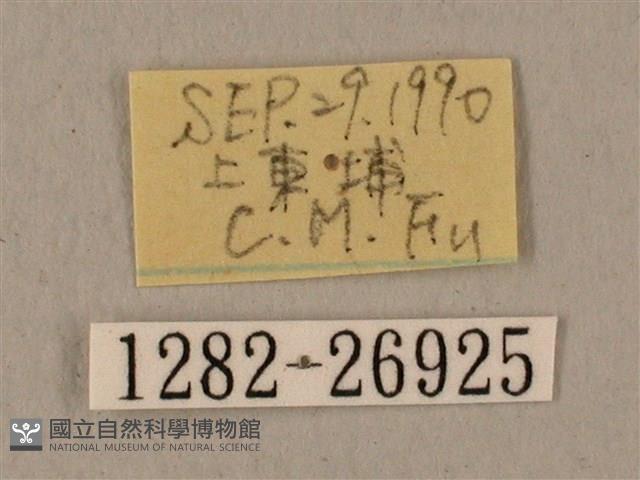 SEP. 29. 1990
上東埔
C. M. Fu
1282-26925
國立自然科學博物館
NATIONAL MUSEUM OF NATURAL SCIENCE